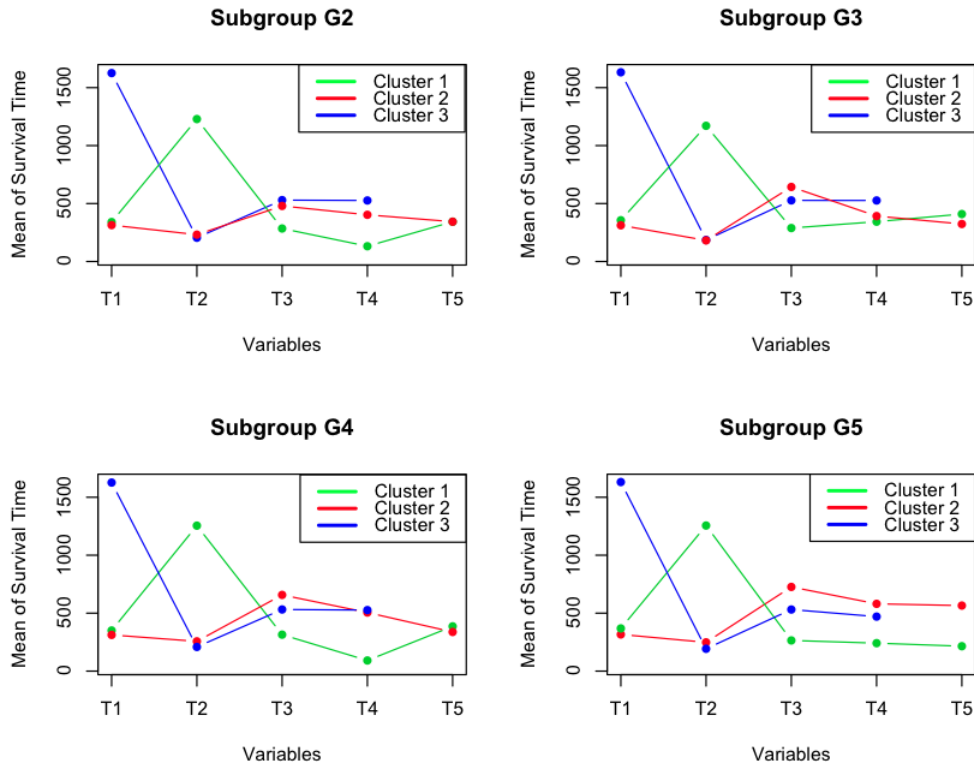 Subgroup G2
Mean of Survival Time
1500
1000
500
0
Cluster 1
Cluster 2
Cluster 3
T1 T2 T3 T4 T5
Variables
Subgroup G3
Mean of Survival Time
1500
1000
500
0
Cluster 1
Cluster 2
Cluster 3
T1 T2 T3 T4 T5
Variables
Subgroup G4
Mean of Survival Time
1500
1000
500
0
Cluster 1
Cluster 2
Cluster 3
T1 T2 T3 T4 T5
Variables
Subgroup G5
Mean of Survival Time
1500
1000
500
0
Cluster 1
Cluster 2
Cluster 3
T1 T2 T3 T4 T5
Variables